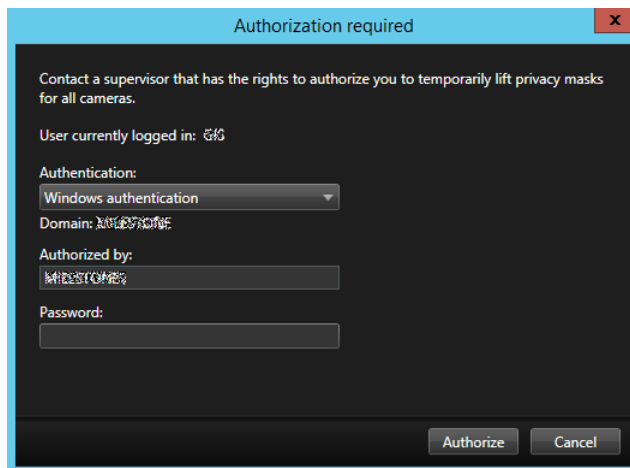 Authorization required
x
Contact a supervisor that has the rights to authorize you to temporarily lift privacy masks
for all cameras.
User currently logged in:
Authentication:
Windows authentication
Domain:
Authorized by:
Password:
Authorize
Cancel